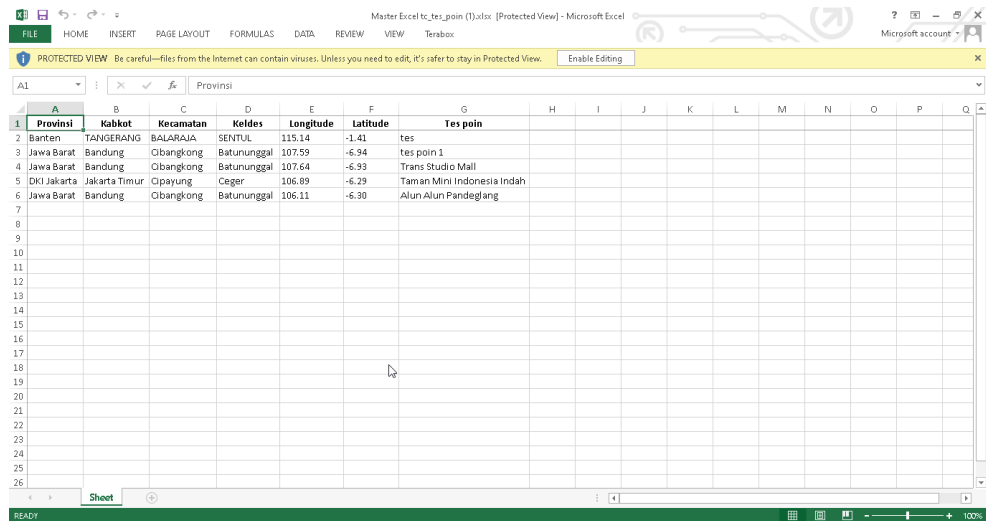 Master Excel tc_tes_poin (1).xlsx [Protected View] - Microsoft Excel
FILE HOME INSERT PAGE LAYOUT FORMULAS DATA REVIEW VIEW Terabox Microsoft account
PROTECTED VIEW Be careful—files from the Internet can contain viruses. Unless you need to edit, it's safer to stay in Protected View. Enable Editing
A1 fx Provinsi
A B C D E F G H I J K L M N O P Q
1 Provinsi Kabkot Kecamatan Keldes Longitude Latitude Tes poin
2 Banten TANGERANG BALARAJA SENTUL 115.14 -1.41 tes
3 Jawa Barat Bandung Cibangkong Batununggal 107.59 -6.94 tes poin 1
4 Jawa Barat Bandung Cibangkong Batununggal 107.64 -6.93 Trans Studio Mall
5 DKI Jakarta Jakarta Timur Cipayung Ceger 106.89 -6.29 Taman Mini Indonesia Indah
6 Jawa Barat Bandung Cibangkong Batununggal 106.11 -6.30 Alun Alun Pandeglang
7
8
9
10
11
12
13
14
15
16
17
18
19
20
21
22
23
24
25
26
Sheet
READY 100%